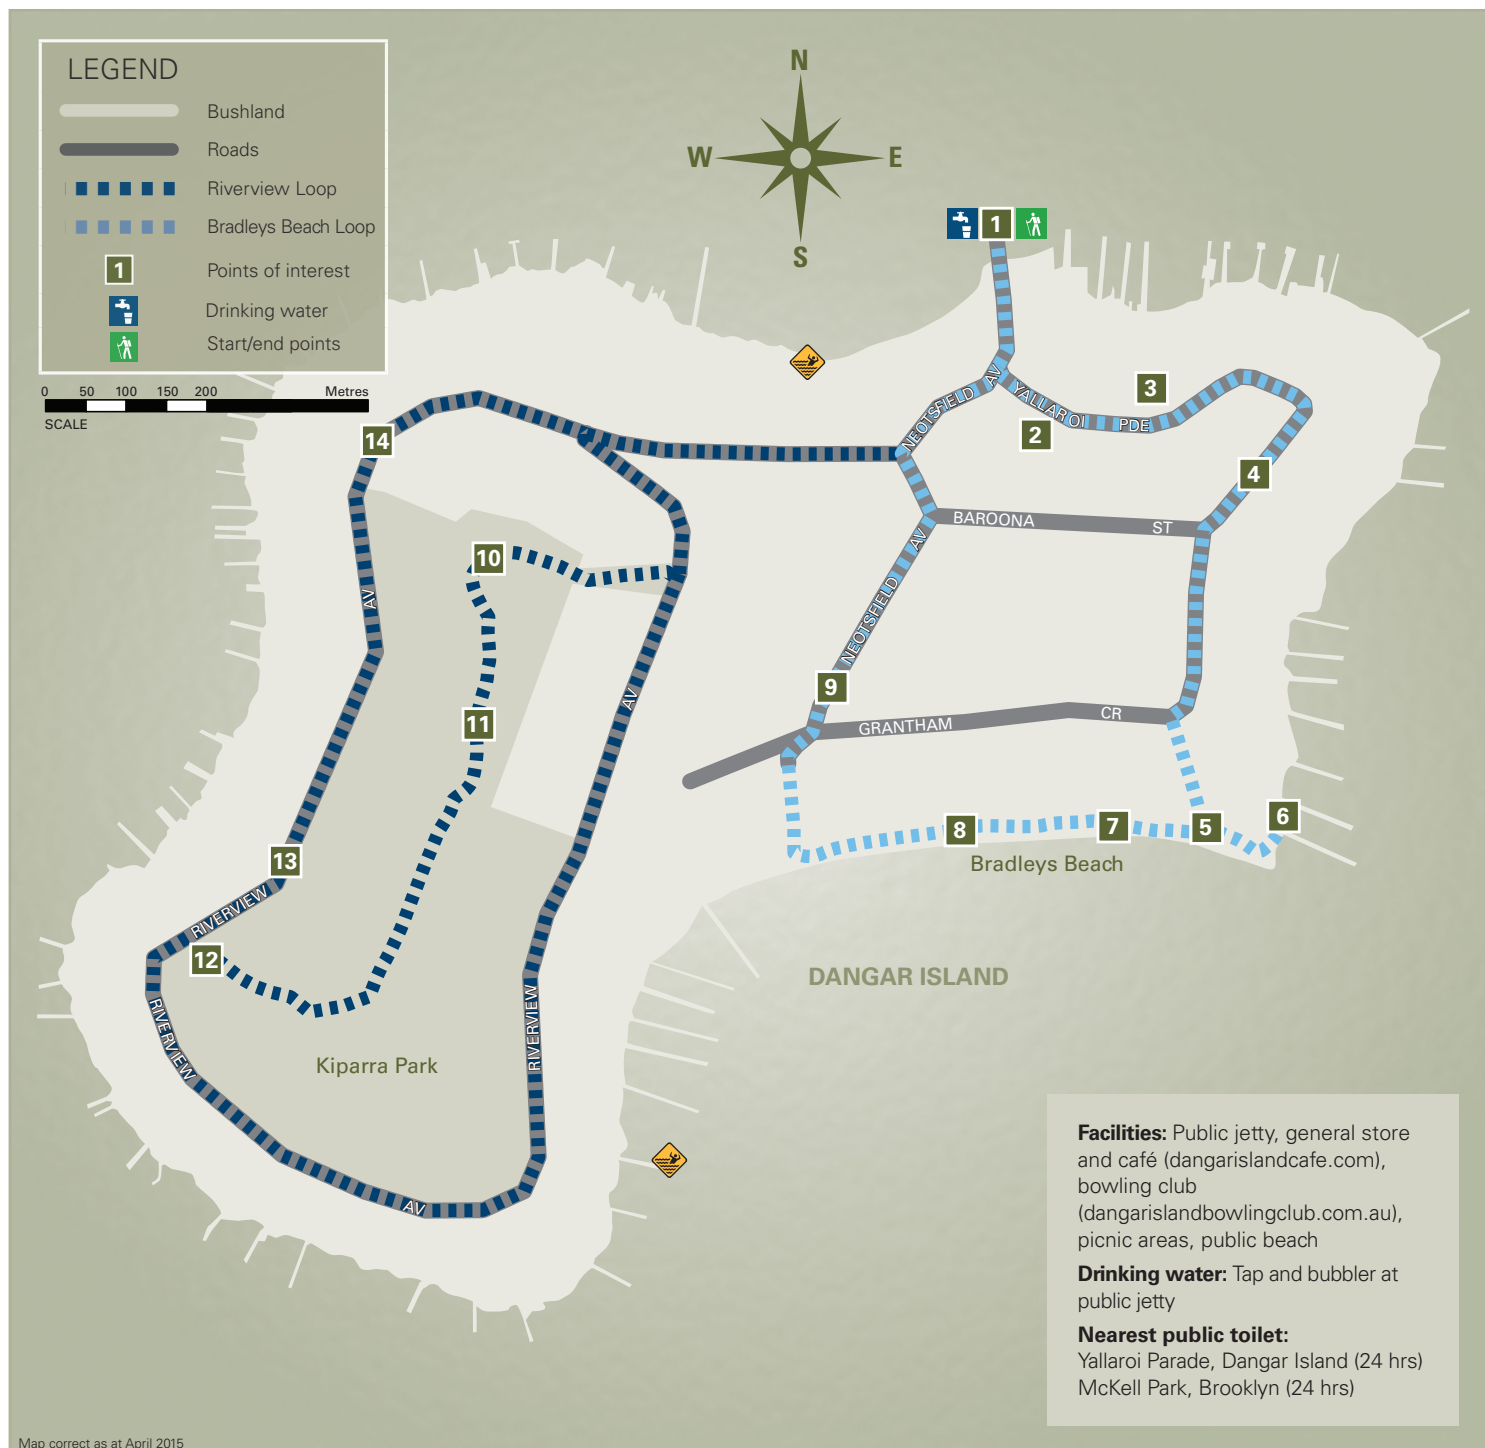 LEGEND
Bushland
Roads
Riverview Loop
Bradleys Beach Loop
1 Points of interest
Drinking water
Start/end points
0 50 100 150 200 Metres
SCALE
N
W E
S
1
NEOTSFIELD AV
YALLAROI PDE
2
3
4
BAROONA ST
NEOTSFIELD AV
9
GRANTHAM CR
5
6
7
8
Bradleys Beach
DANGAR ISLAND
14
10
11
AV
AV
13
RIVERVIEW
12
RIVERVIEW
RIVERVIEW
Kiparra Park
AV
Facilities: Public jetty, general store
and café (dangarislandcafe.com),
bowling club
(dangarislandbowlingclub.com.au),
picnic areas, public beach
Drinking water: Tap and bubbler at
public jetty
Nearest public toilet:
Yallaroi Parade, Dangar Island (24 hrs)
McKell Park, Brooklyn (24 hrs)
Map correct as at April 2015